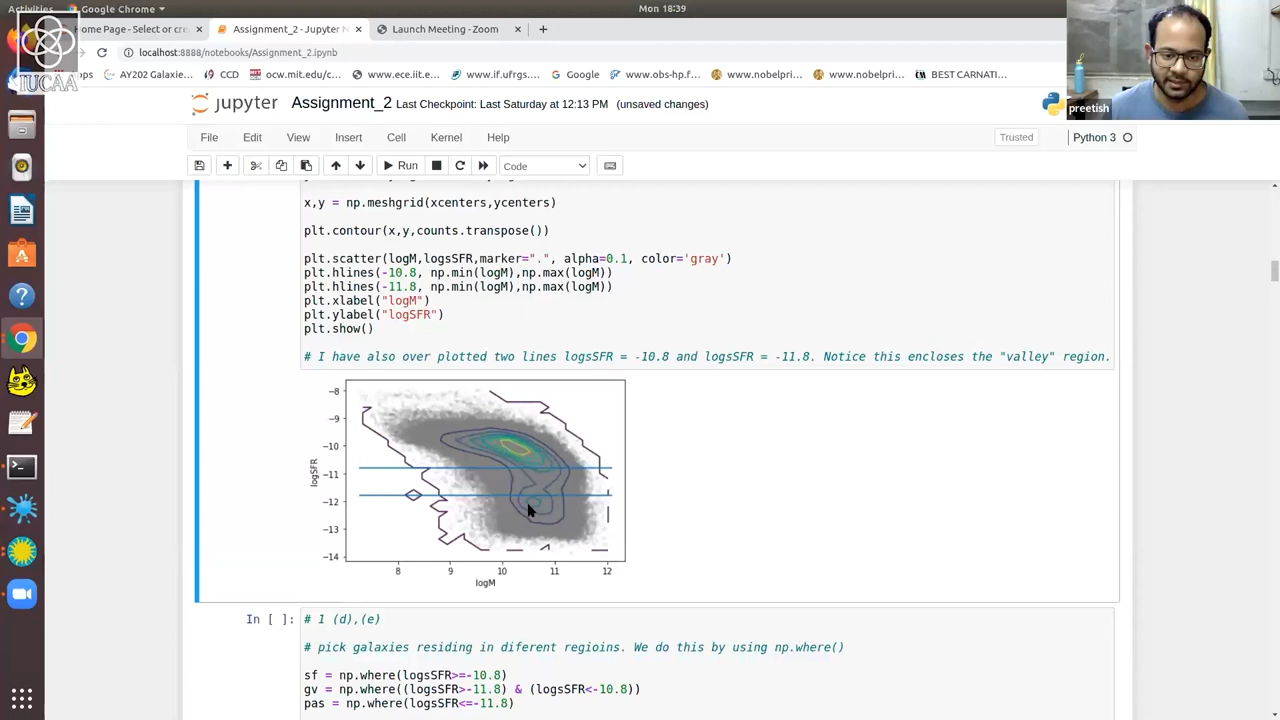 Activities
Google Chrome
Mon 18:39
Home Page - Select or cre
Assignment_2 - Jupyter N
Launch Meeting - Zoom
localhost:8888/notebooks/Assignment_2.ipynb
AY202 Galaxie…
CCD
ocw.mit.edu/c…
www.ece.iit.e…
www.if.ufrgs.…
Google
www.obs-hp.f…
www.nobelpri…
www.nobelpri…
BEST CARNATI…
IUCAA
preetish
jupyter
Assignment_2 Last Checkpoint: Last Saturday at 12:13 PM (unsaved changes)
File Edit View Insert Cell Kernel Help
Trusted
Python 3
Run
Code
x,y = np.meshgrid(xcenters,ycenters)
plt.contour(x,y,counts.transpose())
plt.scatter(logM,logsSFR,marker=".", alpha=0.1, color='gray')
plt.hlines(-10.8, np.min(logM),np.max(logM))
plt.hlines(-11.8, np.min(logM),np.max(logM))
plt.xlabel("logM")
plt.ylabel("logSFR")
plt.show()
# I have also over plotted two lines logsSFR = -10.8 and logsSFR = -11.8. Notice this encloses the "valley" region.
−8
−9
−10
−11
−12
−13
−14
logSFR
8 9 10 11 12
logM
In [ ]:
# 1 (d),(e)
# pick galaxies residing in diferent regioins. We do this by using np.where()
sf = np.where(logsSFR>=-10.8)
gv = np.where((logsSFR>-11.8) & (logsSFR<-10.8))
pas = np.where(logsSFR<=-11.8)